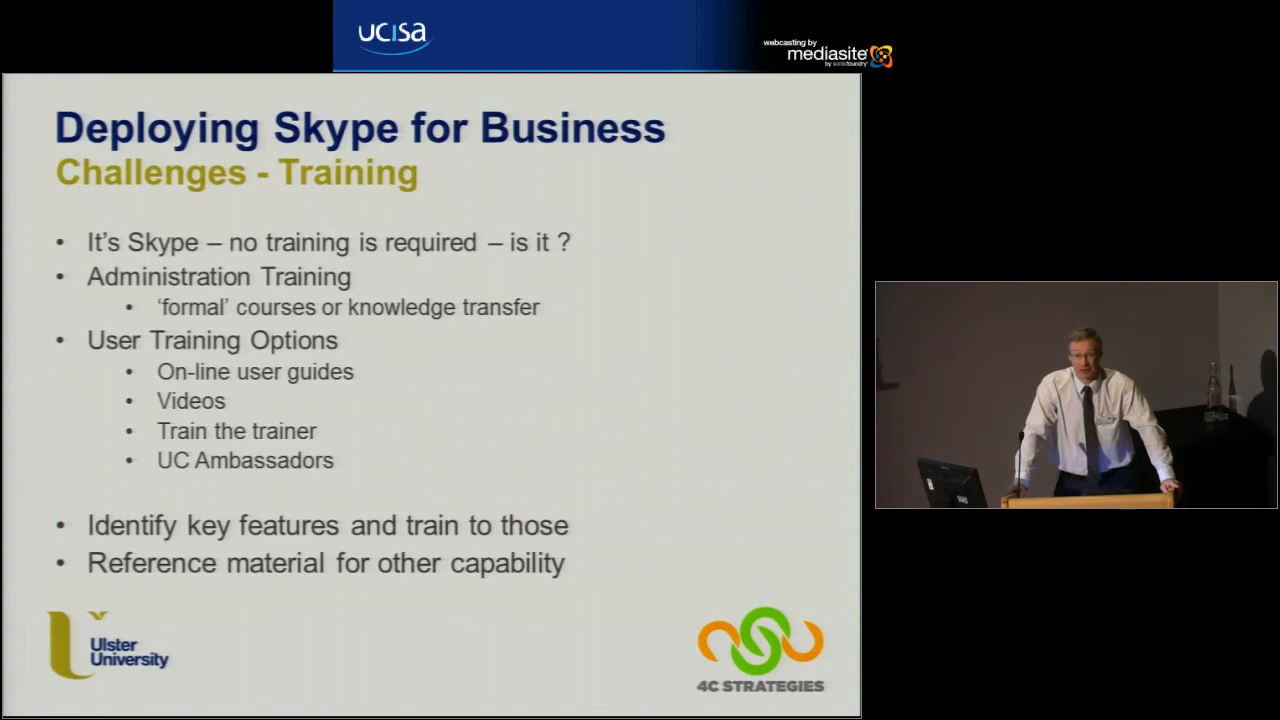 ucisa
webcasting by
mediasite
by sonicfoundry
Deploying Skype for Business
Challenges - Training
• It's Skype – no training is required – is it ?
• Administration Training
• 'formal' courses or knowledge transfer
• User Training Options
• On-line user guides
• Videos
• Train the trainer
• UC Ambassadors
• Identify key features and train to those
• Reference material for other capability
Ulster
University
4C STRATEGIES